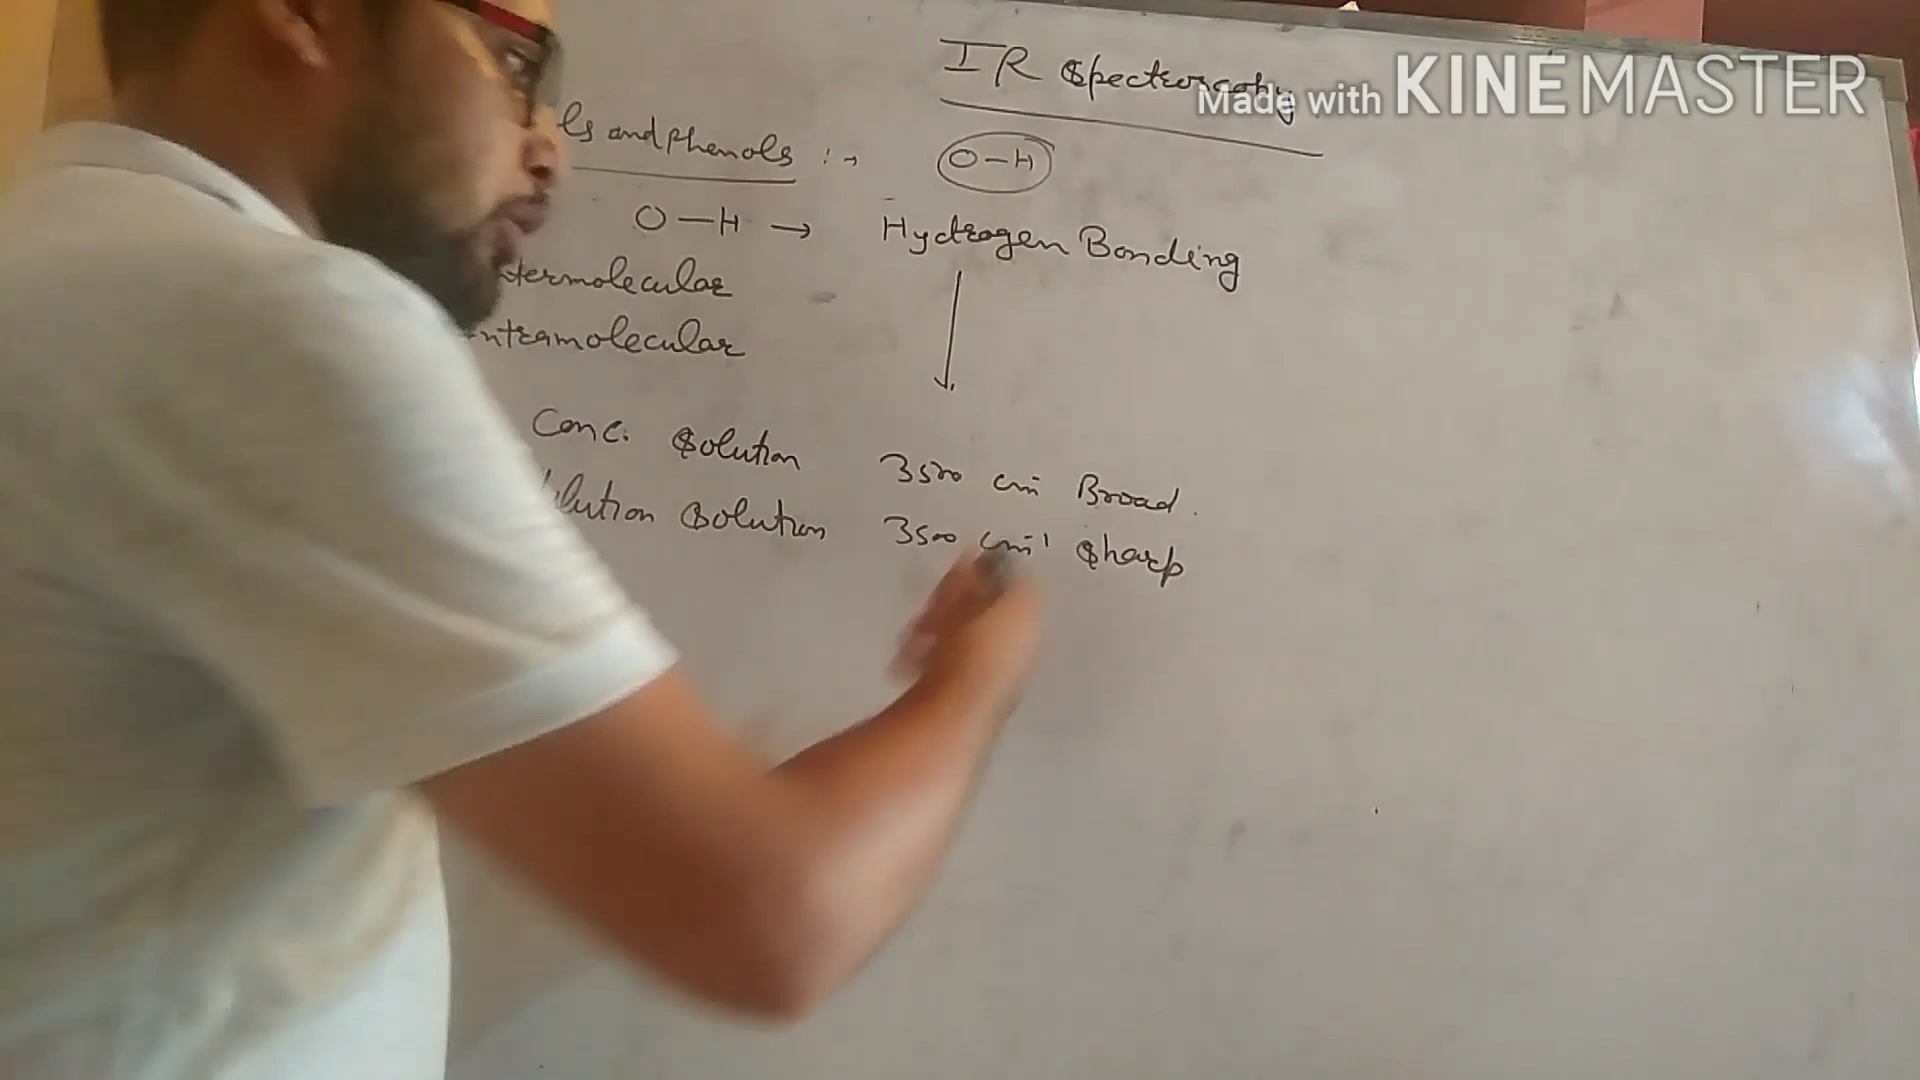 IR Spectroscopy
Made with KINEMASTER
ls and phenols :→ O-H
O-H → Hydrogen Bonding
termolecular
ntramolecular
Conc. Solution 3500 cm Broad.
lution Solution 3500 cm⁻¹ Sharp